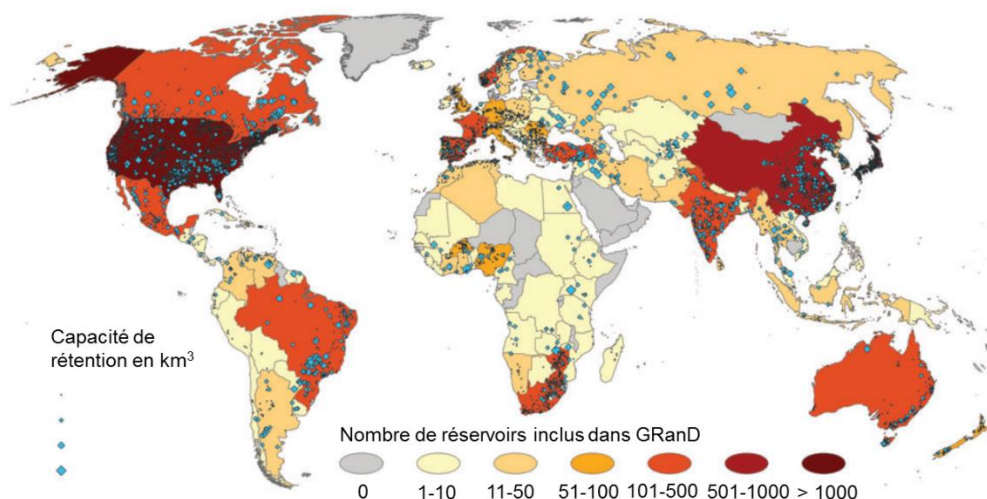 Capacité de
rétention en km³
Nombre de réservoirs inclus dans GRanD
0 1-10 11-50 51-100 101-500 501-1000 > 1000